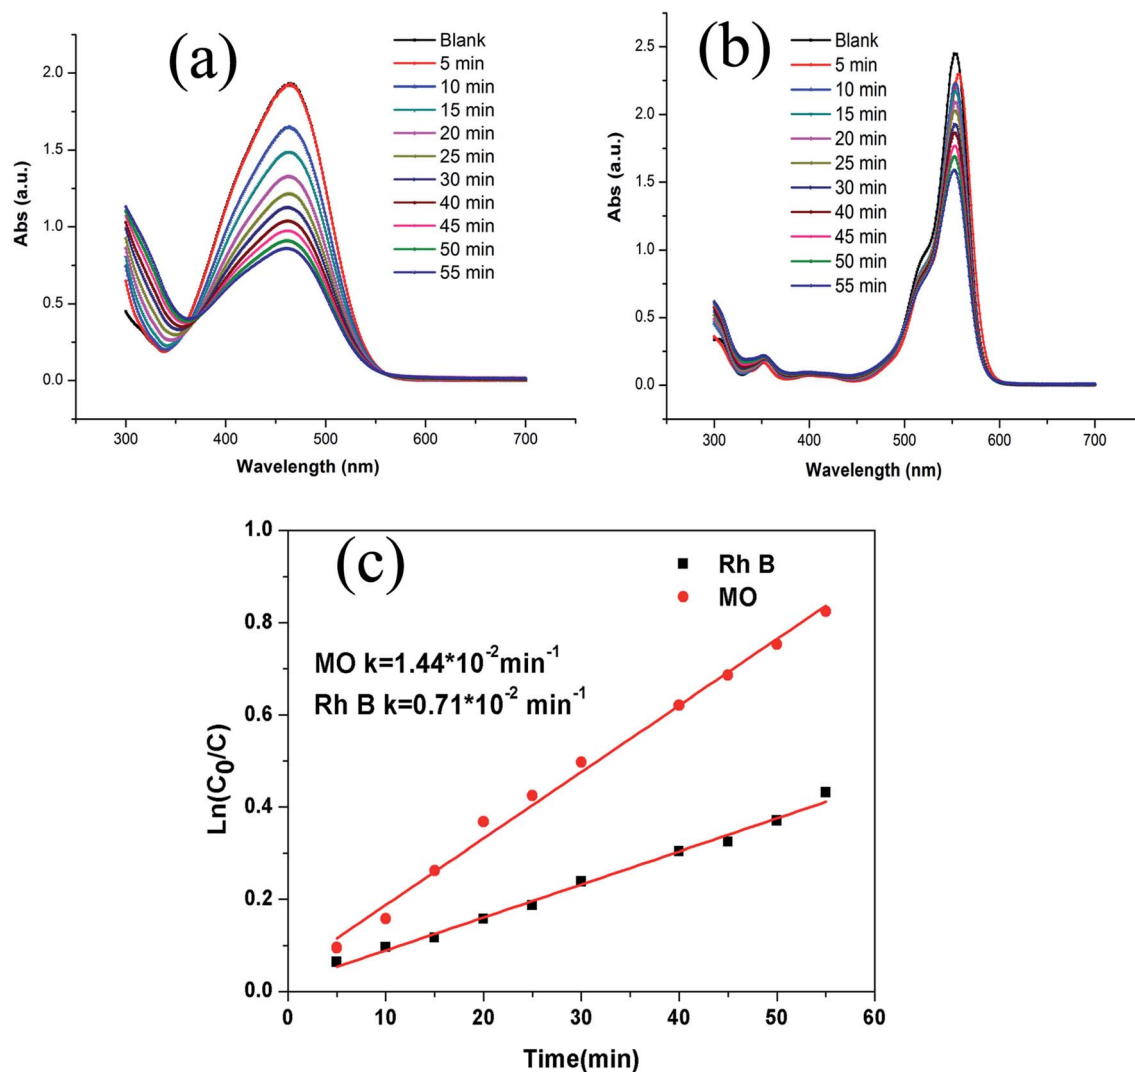 (a)
Blank
5 min
10 min
15 min
20 min
25 min
30 min
40 min
45 min
50 min
55 min
2.0
1.5
1.0
0.5
0.0
Abs (a.u.)
300 400 500 600 700
Wavelength (nm)
(b)
Blank
5 min
10 min
15 min
20 min
25 min
30 min
40 min
45 min
50 min
55 min
2.5
2.0
1.5
1.0
0.5
0.0
Abs (a.u.)
300 400 500 600 700
Wavelength (nm)
(c)
Rh B
MO
MO k=1.44*10⁻²min⁻¹
Rh B k=0.71*10⁻² min⁻¹
1.0
0.8
0.6
0.4
0.2
0.0
Ln(C₀/C)
0 10 20 30 40 50 60
Time(min)